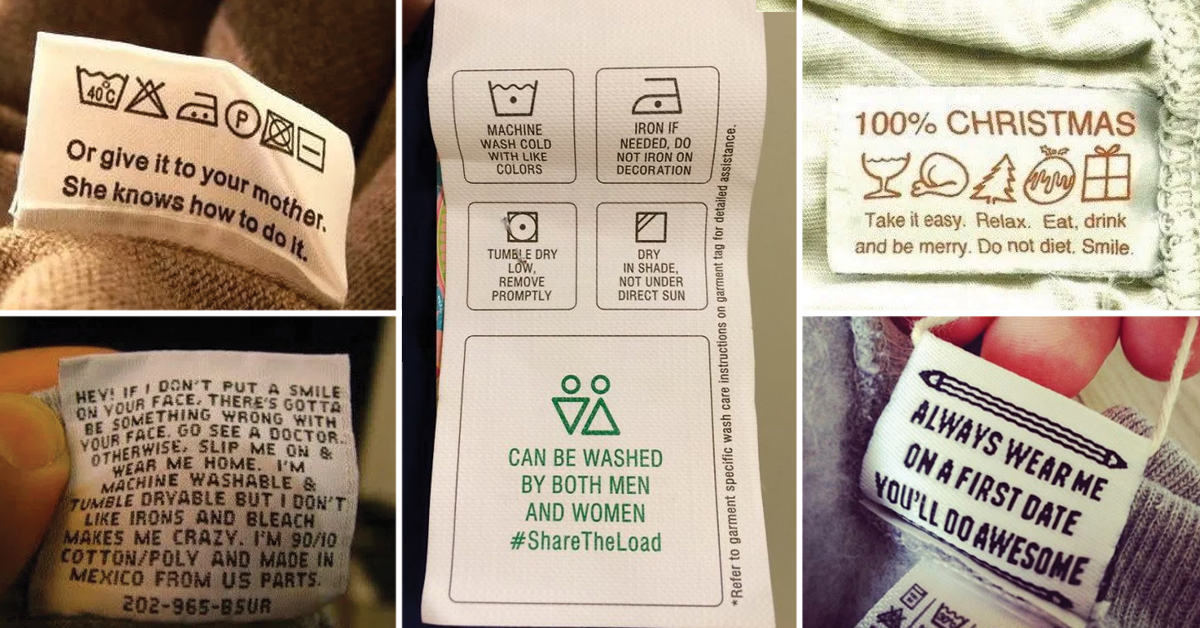 40°C
P
Or give it to your mother.
She knows how to do it.
HEY! IF I DON'T PUT A SMILE
ON YOUR FACE, THERE'S GOTTA
BE SOMETHING WRONG WITH
YOUR FACE. GO SEE A DOCTOR.
OTHERWISE, SLIP ME ON &
WEAR ME HOME. I'M
MACHINE WASHABLE &
TUMBLE DRYABLE BUT I DON'T
LIKE IRONS AND BLEACH
MAKES ME CRAZY. I'M 90/10
COTTON/POLY AND MADE IN
MEXICO FROM US PARTS.
202-965-BSUR
MACHINE
WASH COLD
WITH LIKE
COLORS
IRON IF
NEEDED, DO
NOT IRON ON
DECORATION
TUMBLE DRY
LOW,
REMOVE
PROMPTLY
DRY
IN SHADE,
NOT UNDER
DIRECT SUN
CAN BE WASHED
BY BOTH MEN
AND WOMEN
#ShareTheLoad
*Refer to garment specific wash care instructions on garment tag for detailed assistance.
100% CHRISTMAS
Take it easy. Relax. Eat, drink
and be merry. Do not diet. Smile.
ALWAYS WEAR ME
ON A FIRST DATE
YOU'LL DO AWESOME